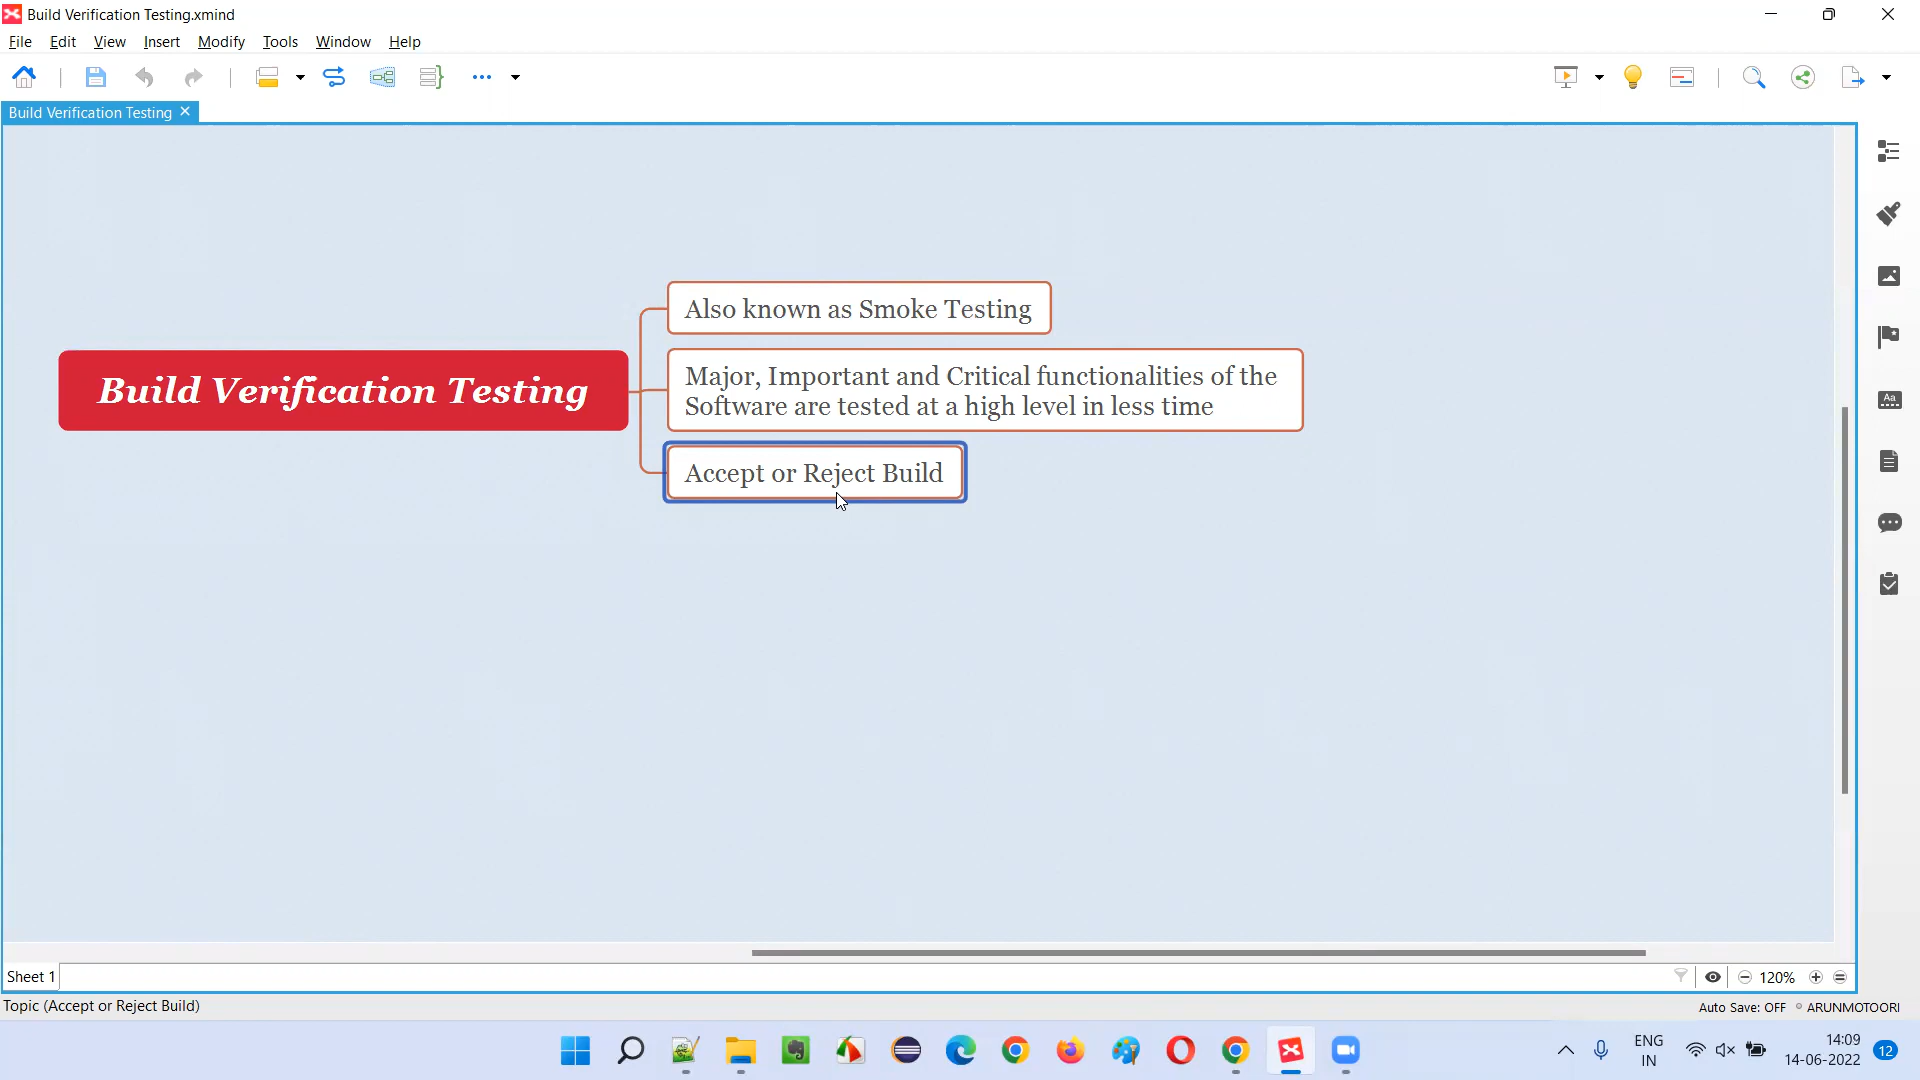 Build Verification Testing.xmind
File Edit View Insert Modify Tools Window Help
Build Verification Testing
Also known as Smoke Testing
Build Verification Testing
Major, Important and Critical functionalities of the
Software are tested at a high level in less time
Accept or Reject Build
Aa
Sheet 1
120%
Topic (Accept or Reject Build)
Auto Save: OFF
ARUNMOTOORI
ENG
IN
14:09
14-06-2022
12